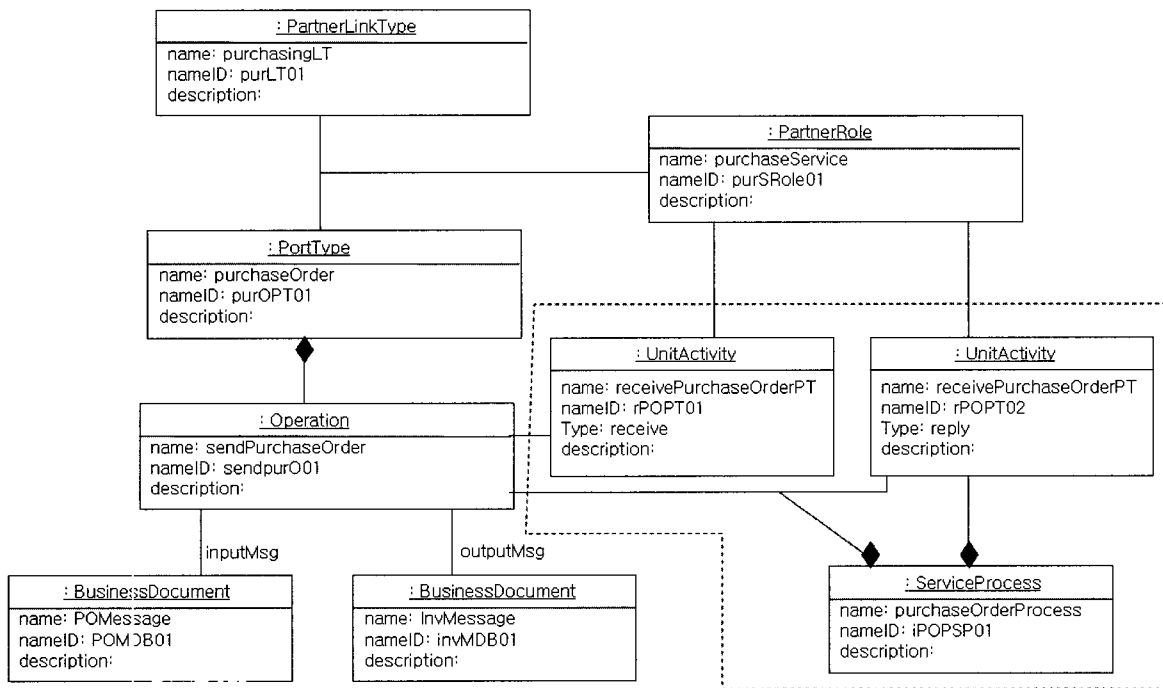 : PartnerLinkType
name: purchasingLT
nameID: purLT01
description:
: PartnerRole
name: purchaseService
nameID: purSRole01
description:
: PortType
name: purchaseOrder
nameID: purOPT01
description:
: UnitActivity
name: receivePurchaseOrderPT
nameID: rPOPT01
Type: receive
description:
: UnitActivity
name: receivePurchaseOrderPT
nameID: rPOPT02
Type: reply
description:
: Operation
name: sendPurchaseOrder
nameID: sendpurO01
description:
inputMsg
outputMsg
: BusinessDocument
name: POMessage
nameID: POMDB01
description:
: BusinessDocument
name: InvMessage
nameID: invMDB01
description:
: ServiceProcess
name: purchaseOrderProcess
nameID: iPOPSP01
description: